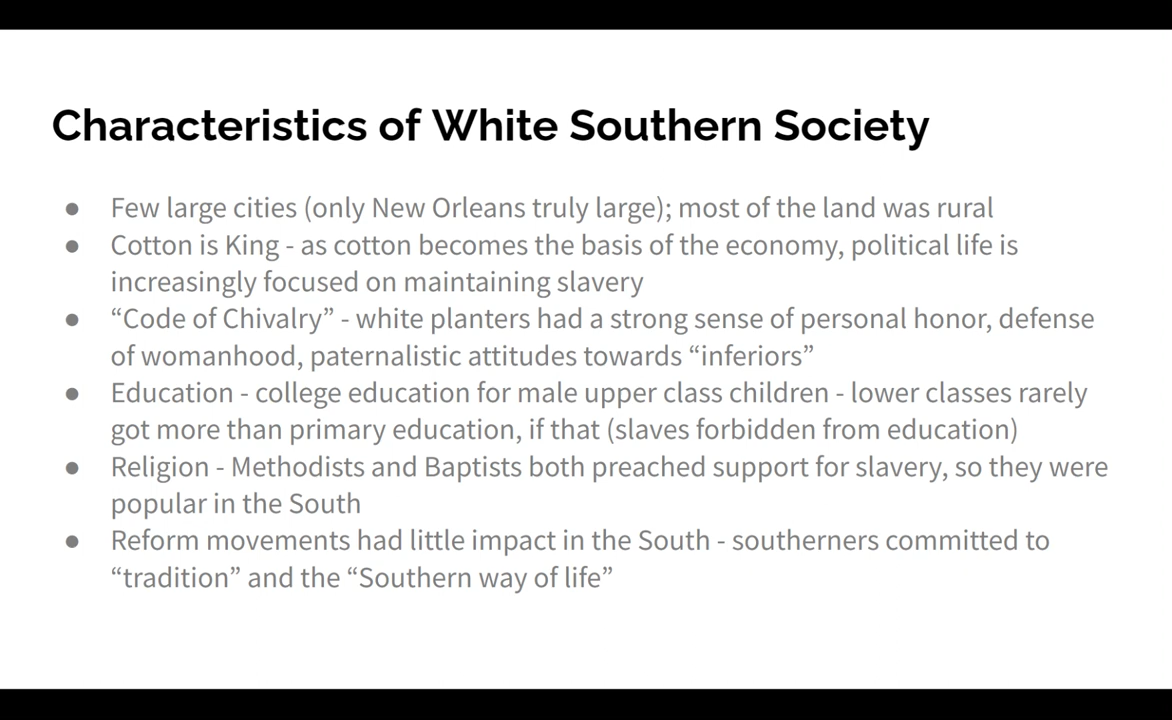 Characteristics of White Southern Society
● Few large cities (only New Orleans truly large); most of the land was rural
● Cotton is King - as cotton becomes the basis of the economy, political life is
increasingly focused on maintaining slavery
● “Code of Chivalry” - white planters had a strong sense of personal honor, defense
of womanhood, paternalistic attitudes towards “inferiors”
● Education - college education for male upper class children - lower classes rarely
got more than primary education, if that (slaves forbidden from education)
● Religion - Methodists and Baptists both preached support for slavery, so they were
popular in the South
● Reform movements had little impact in the South - southerners committed to
“tradition” and the “Southern way of life”